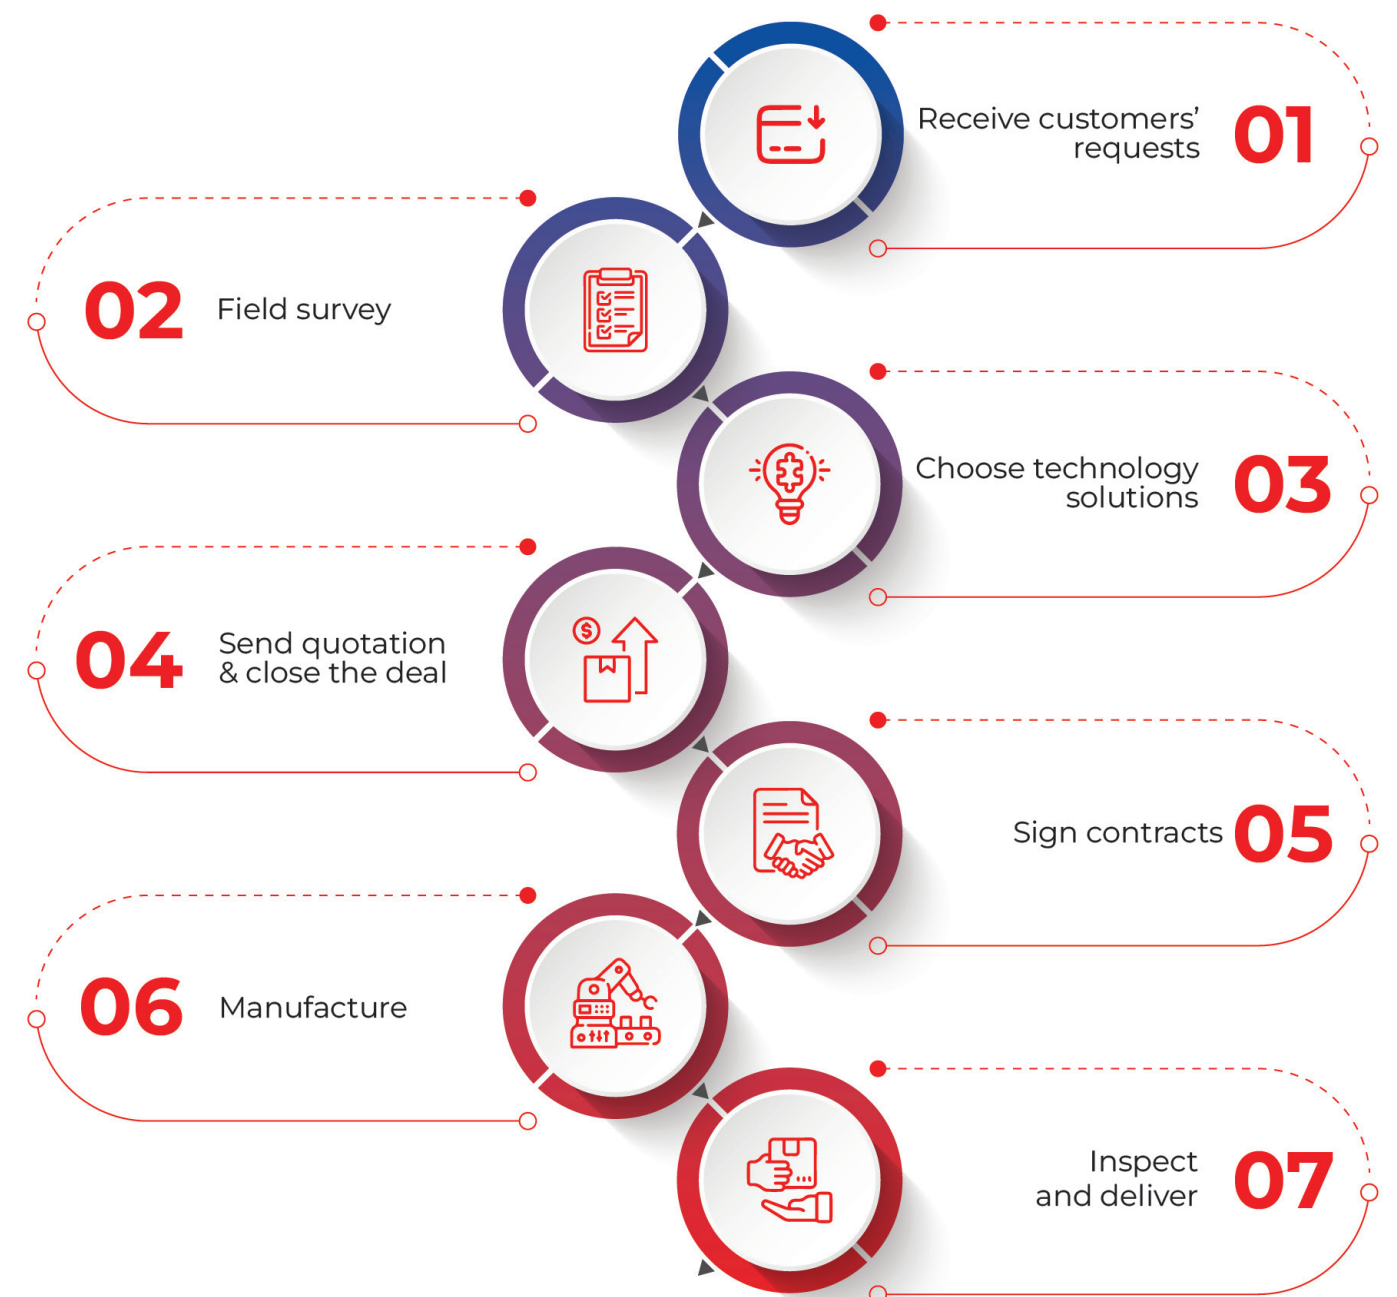 Receive customers’
requests
01
02
Field survey
Choose technology
solutions
03
04
Send quotation
& close the deal
$
Sign contracts
05
06
Manufacture
Inspect
and deliver
07